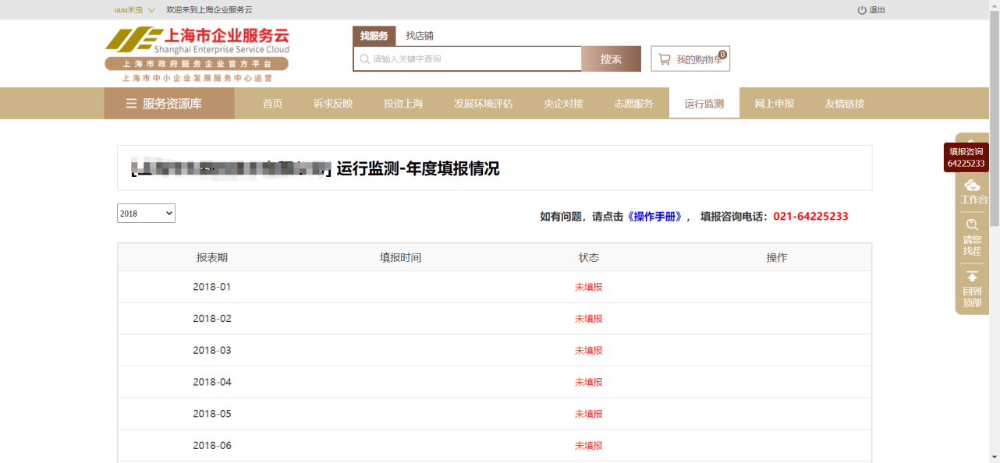 uuu米虫 欢迎来到上海企业服务云 退出
上海市企业服务云
Shanghai Enterprise Service Cloud
上海市政府服务企业官方平台
上海市中小企业发展服务中心运营
找服务 找店铺
请输入关键字查询 搜索 我的购物车 0
服务资源库 首页 诉求反映 投资上海 发展环境评估 央企对接 志愿服务 运行监测 网上申报 友情链接
填报咨询
64225233
工作台
请您
找茬
回到
顶部
运行监测-年度填报情况
2018 如有问题，请点击《操作手册》， 填报咨询电话：021-64225233
报表期 填报时间 状态 操作
2018-01 未填报
2018-02 未填报
2018-03 未填报
2018-04 未填报
2018-05 未填报
2018-06 未填报